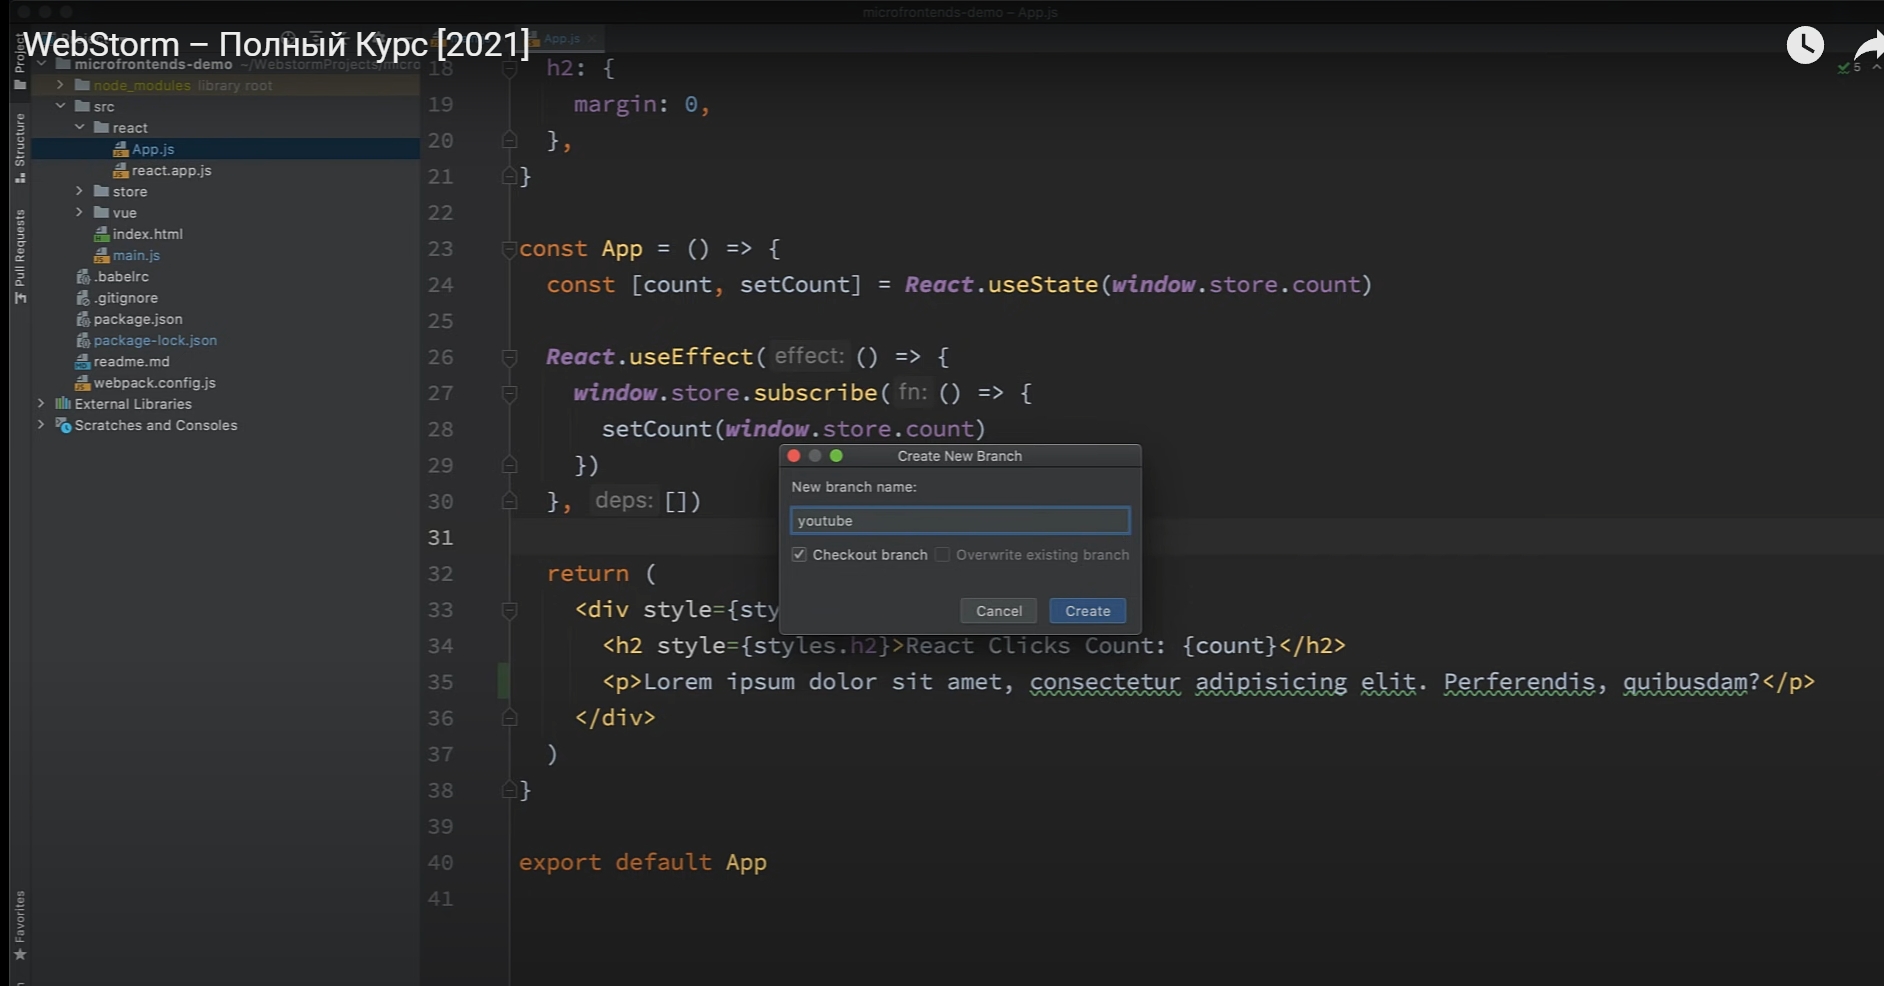 microfrontends-demo – App.js
WebStorm – Полный Курс [2021]
App.js
5
Project
Structure
Pull Requests
Favorites
microfrontends-demo ~/WebstormProjects/micro
node_modules library root
src
react
App.js
react.app.js
store
vue
index.html
main.js
.babelrc
.gitignore
package.json
package-lock.json
readme.md
webpack.config.js
External Libraries
Scratches and Consoles
18 h2: {
19 margin: 0,
20 },
21 }
22
23 const App = () => {
24 const [count, setCount] = React.useState(window.store.count)
25
26 React.useEffect( effect: () => {
27 window.store.subscribe( fn: () => {
28 setCount(window.store.count)
29 })
30 }, deps: [])
31
32 return (
33 <div style={sty
34 <h2 style={styles.h2}>React Clicks Count: {count}</h2>
35 <p>Lorem ipsum dolor sit amet, consectetur adipisicing elit. Perferendis, quibusdam?</p>
36 </div>
37 )
38 }
39
40 export default App
41
Create New Branch
New branch name:
youtube
Checkout branch Overwrite existing branch
Cancel Create